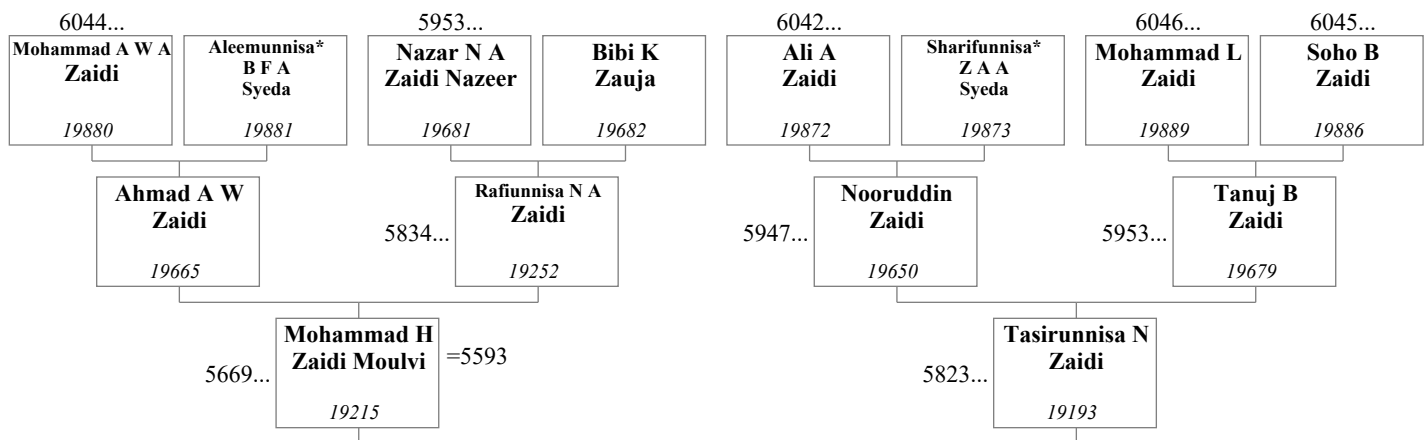 6044...
5953...
6042...
6046...
6045...
Mohammad A W A
Zaidi
19880
Aleemunnisa*
B F A
Syeda
19881
Nazar N A
Zaidi Nazeer
19681
Bibi K
Zauja
19682
Ali A
Zaidi
19872
Sharifunnisa*
Z A A
Syeda
19873
Mohammad L
Zaidi
19889
Soho B
Zaidi
19886
Ahmad A W
Zaidi
19665
5834...
Rafiunnisa N A
Zaidi
19252
5947...
Nooruddin
Zaidi
19650
5953...
Tanuj B
Zaidi
19679
5669...
Mohammad H
Zaidi Moulvi
19215
=5593
5823...
Tasirunnisa N
Zaidi
19193